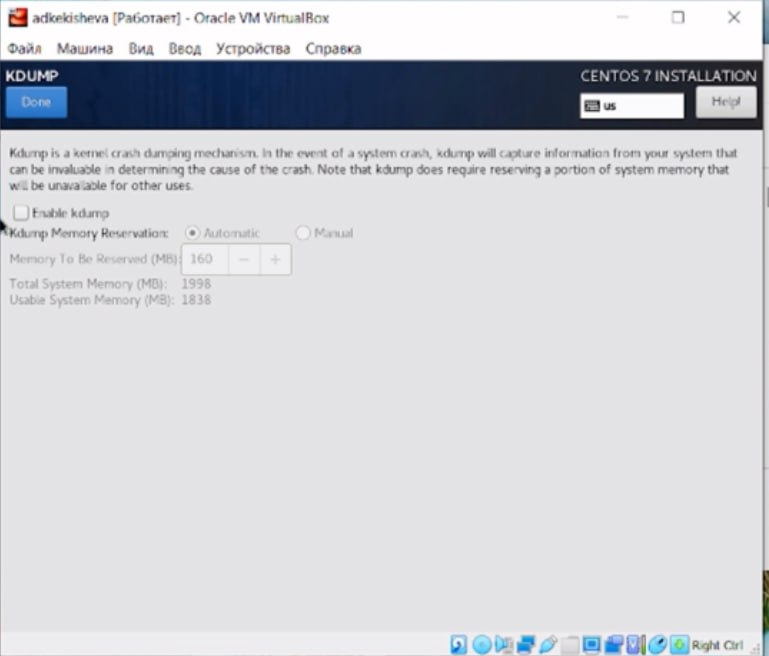 adkekisheva [Работает] - Oracle VM VirtualBox
Файл Машина Вид Ввод Устройства Справка
KDUMP
CENTOS 7 INSTALLATION
Done
us
Help!
Kdump is a kernel crash dumping mechanism. In the event of a system crash, kdump will capture information from your system that
can be invaluable in determining the cause of the crash. Note that kdump does require reserving a portion of system memory that
will be unavailable for other uses.
Enable kdump
Kdump Memory Reservation: Automatic Manual
Memory To Be Reserved (MB): 160 − +
Total System Memory (MB): 1998
Usable System Memory (MB): 1838
Right Ctrl